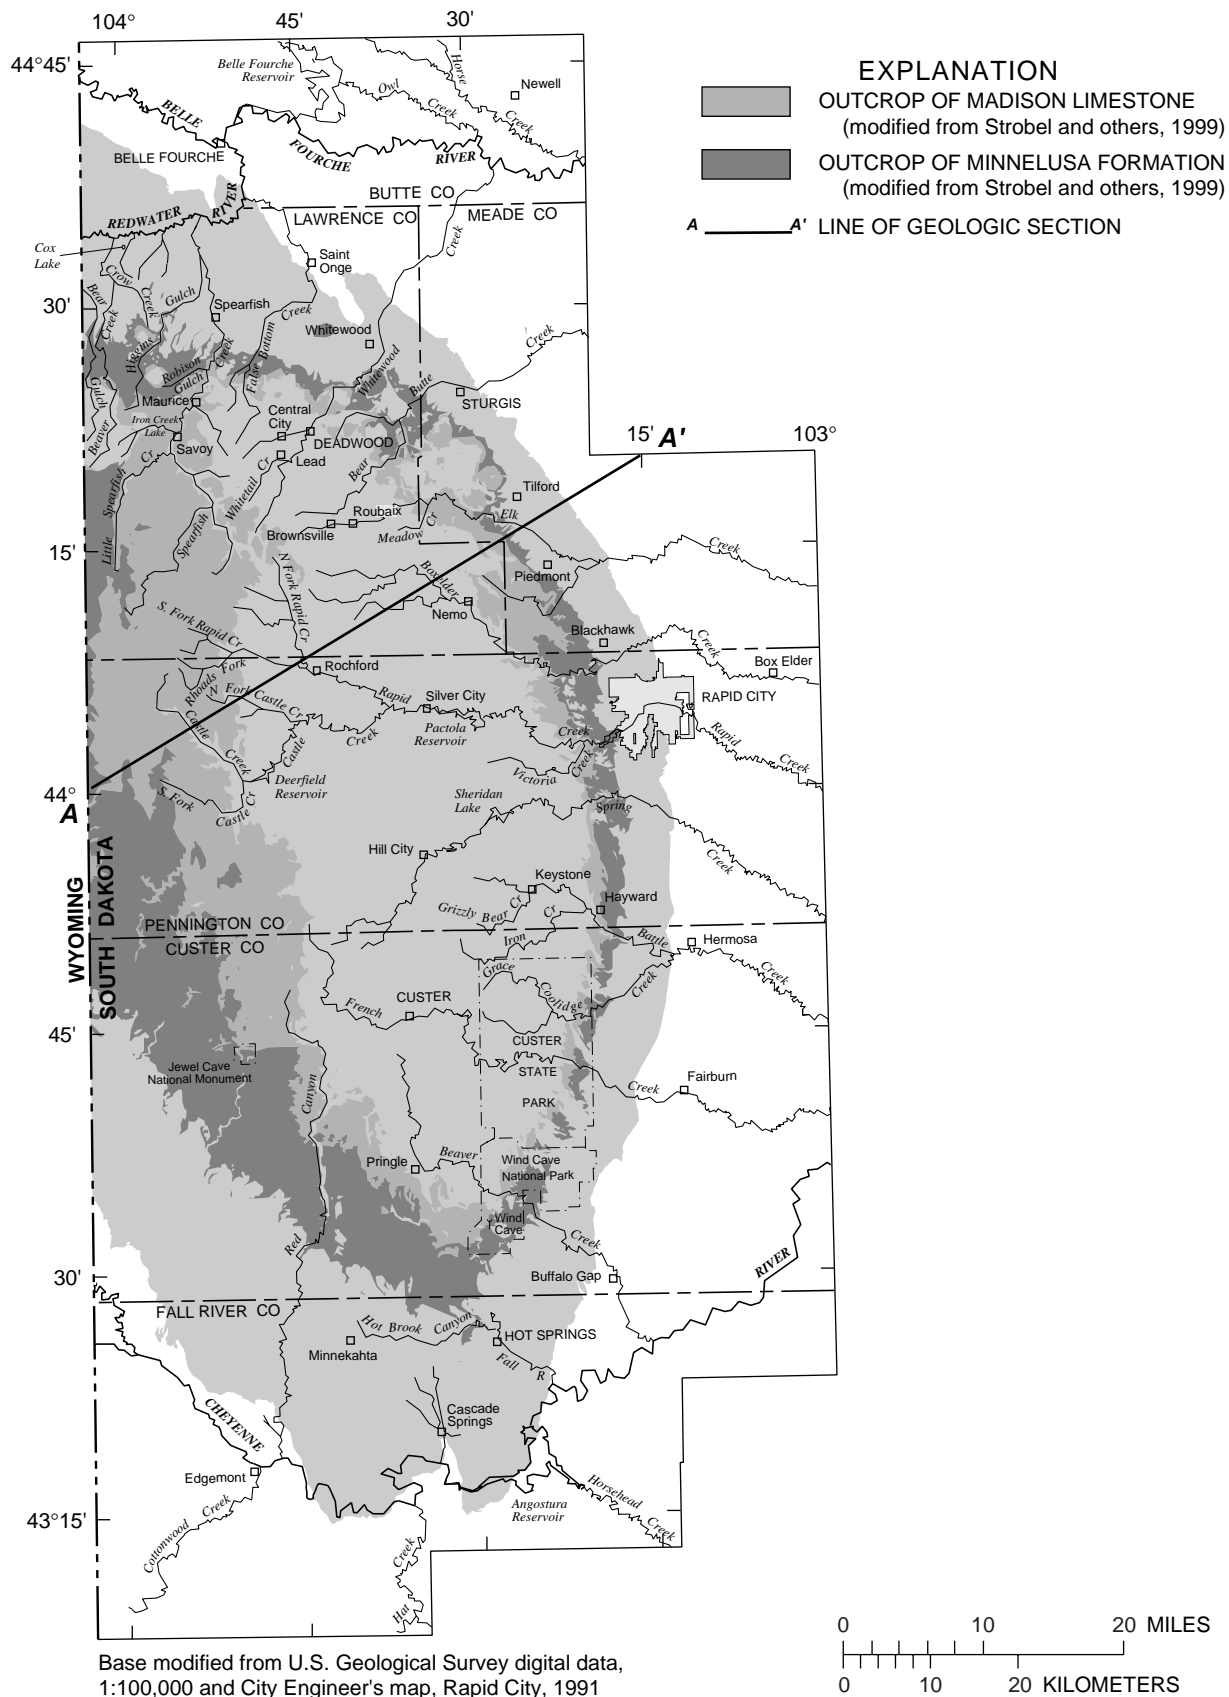 104°
45'
30'
44°45'
Belle Fourche
Reservoir
Horse
Creek
Owl
Creek
Newell
BELLE
BELLE FOURCHE
FOURCHE
RIVER
EXPLANATION
OUTCROP OF MADISON LIMESTONE
(modified from Strobel and others, 1999)
OUTCROP OF MINNELUSA FORMATION
(modified from Strobel and others, 1999)
A
A'
LINE OF GEOLOGIC SECTION
BUTTE CO
LAWRENCE CO
MEADE CO
REDWATER
RIVER
Cox
Lake
Saint
Onge
Creek
Crow
Creek
Gulch
Bear
Creek
30'
Spearfish
Creek
Whitewood
Creek
Higgins
Robison
Gulch
Creek
False Bottom
Whitewood
Butte
Gulch
Maurice
STURGIS
Iron Creek
Lake
Central
City
DEADWOOD
Beaver
Savoy
Lead
15'
A'
103°
Cr
Spearfish
Little
Whitetail
Cr
Bear
Tilford
Elk
Spearfish
Brownsville
Roubaix
Meadow
Cr
Creek
15'
Piedmont
N Fork Rapid Cr
Boxelder
Nemo
S. Fork Rapid Cr
Blackhawk
Creek
Box Elder
Rhoads
Fork
Rochford
N
Fork
Castle Cr
Rapid
Silver City
RAPID CITY
Castle
Creek
Castle
Creek
Pactola
Reservoir
Creek
Rapid
Creek
Deerfield
Reservoir
Victoria
Creek
44°
A
S. Fork
Castle Cr
Sheridan
Lake
Spring
Creek
Hill City
Keystone
Grizzly
Bear
Cr
Cr
Hayward
WYOMING
SOUTH DAKOTA
PENNINGTON CO
CUSTER CO
Iron
Battle
Hermosa
Grace
Coolidge
Creek
Creek
French
CUSTER
45'
CUSTER
STATE
PARK
Creek
Fairburn
Jewel Cave
National Monument
Canyon
Pringle
Beaver
Wind Cave
National Park
Wind
Cave
Creek
Red
RIVER
30'
Buffalo Gap
FALL RIVER CO
Hot Brook
Canyon
HOT SPRINGS
Minnekahta
Fall
R
CHEYENNE
Cascade
Springs
Edgemont
Horsehead
Creek
Angostura
Reservoir
43°15'
Cottonwood
Creek
Creek
Hat
0
10
20 MILES
0
10
20 KILOMETERS
Base modified from U.S. Geological Survey digital data,
1:100,000 and City Engineer's map, Rapid City, 1991